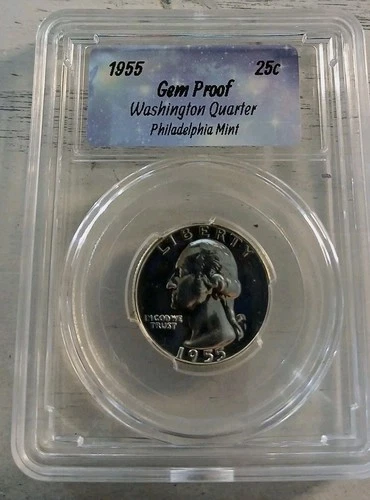 1955 25c
Gem Proof
Washington Quarter
Philadelphia Mint
LIBERTY
IN GOD WE
TRUST
1955